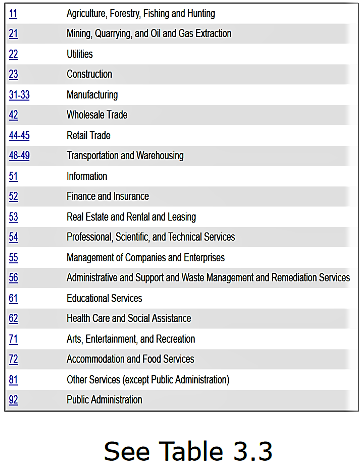 11 Agriculture, Forestry, Fishing and Hunting
21 Mining, Quarrying, and Oil and Gas Extraction
22 Utilities
23 Construction
31-33 Manufacturing
42 Wholesale Trade
44-45 Retail Trade
48-49 Transportation and Warehousing
51 Information
52 Finance and Insurance
53 Real Estate and Rental and Leasing
54 Professional, Scientific, and Technical Services
55 Management of Companies and Enterprises
56 Administrative and Support and Waste Management and Remediation Services
61 Educational Services
62 Health Care and Social Assistance
71 Arts, Entertainment, and Recreation
72 Accommodation and Food Services
81 Other Services (except Public Administration)
92 Public Administration
See Table 3.3